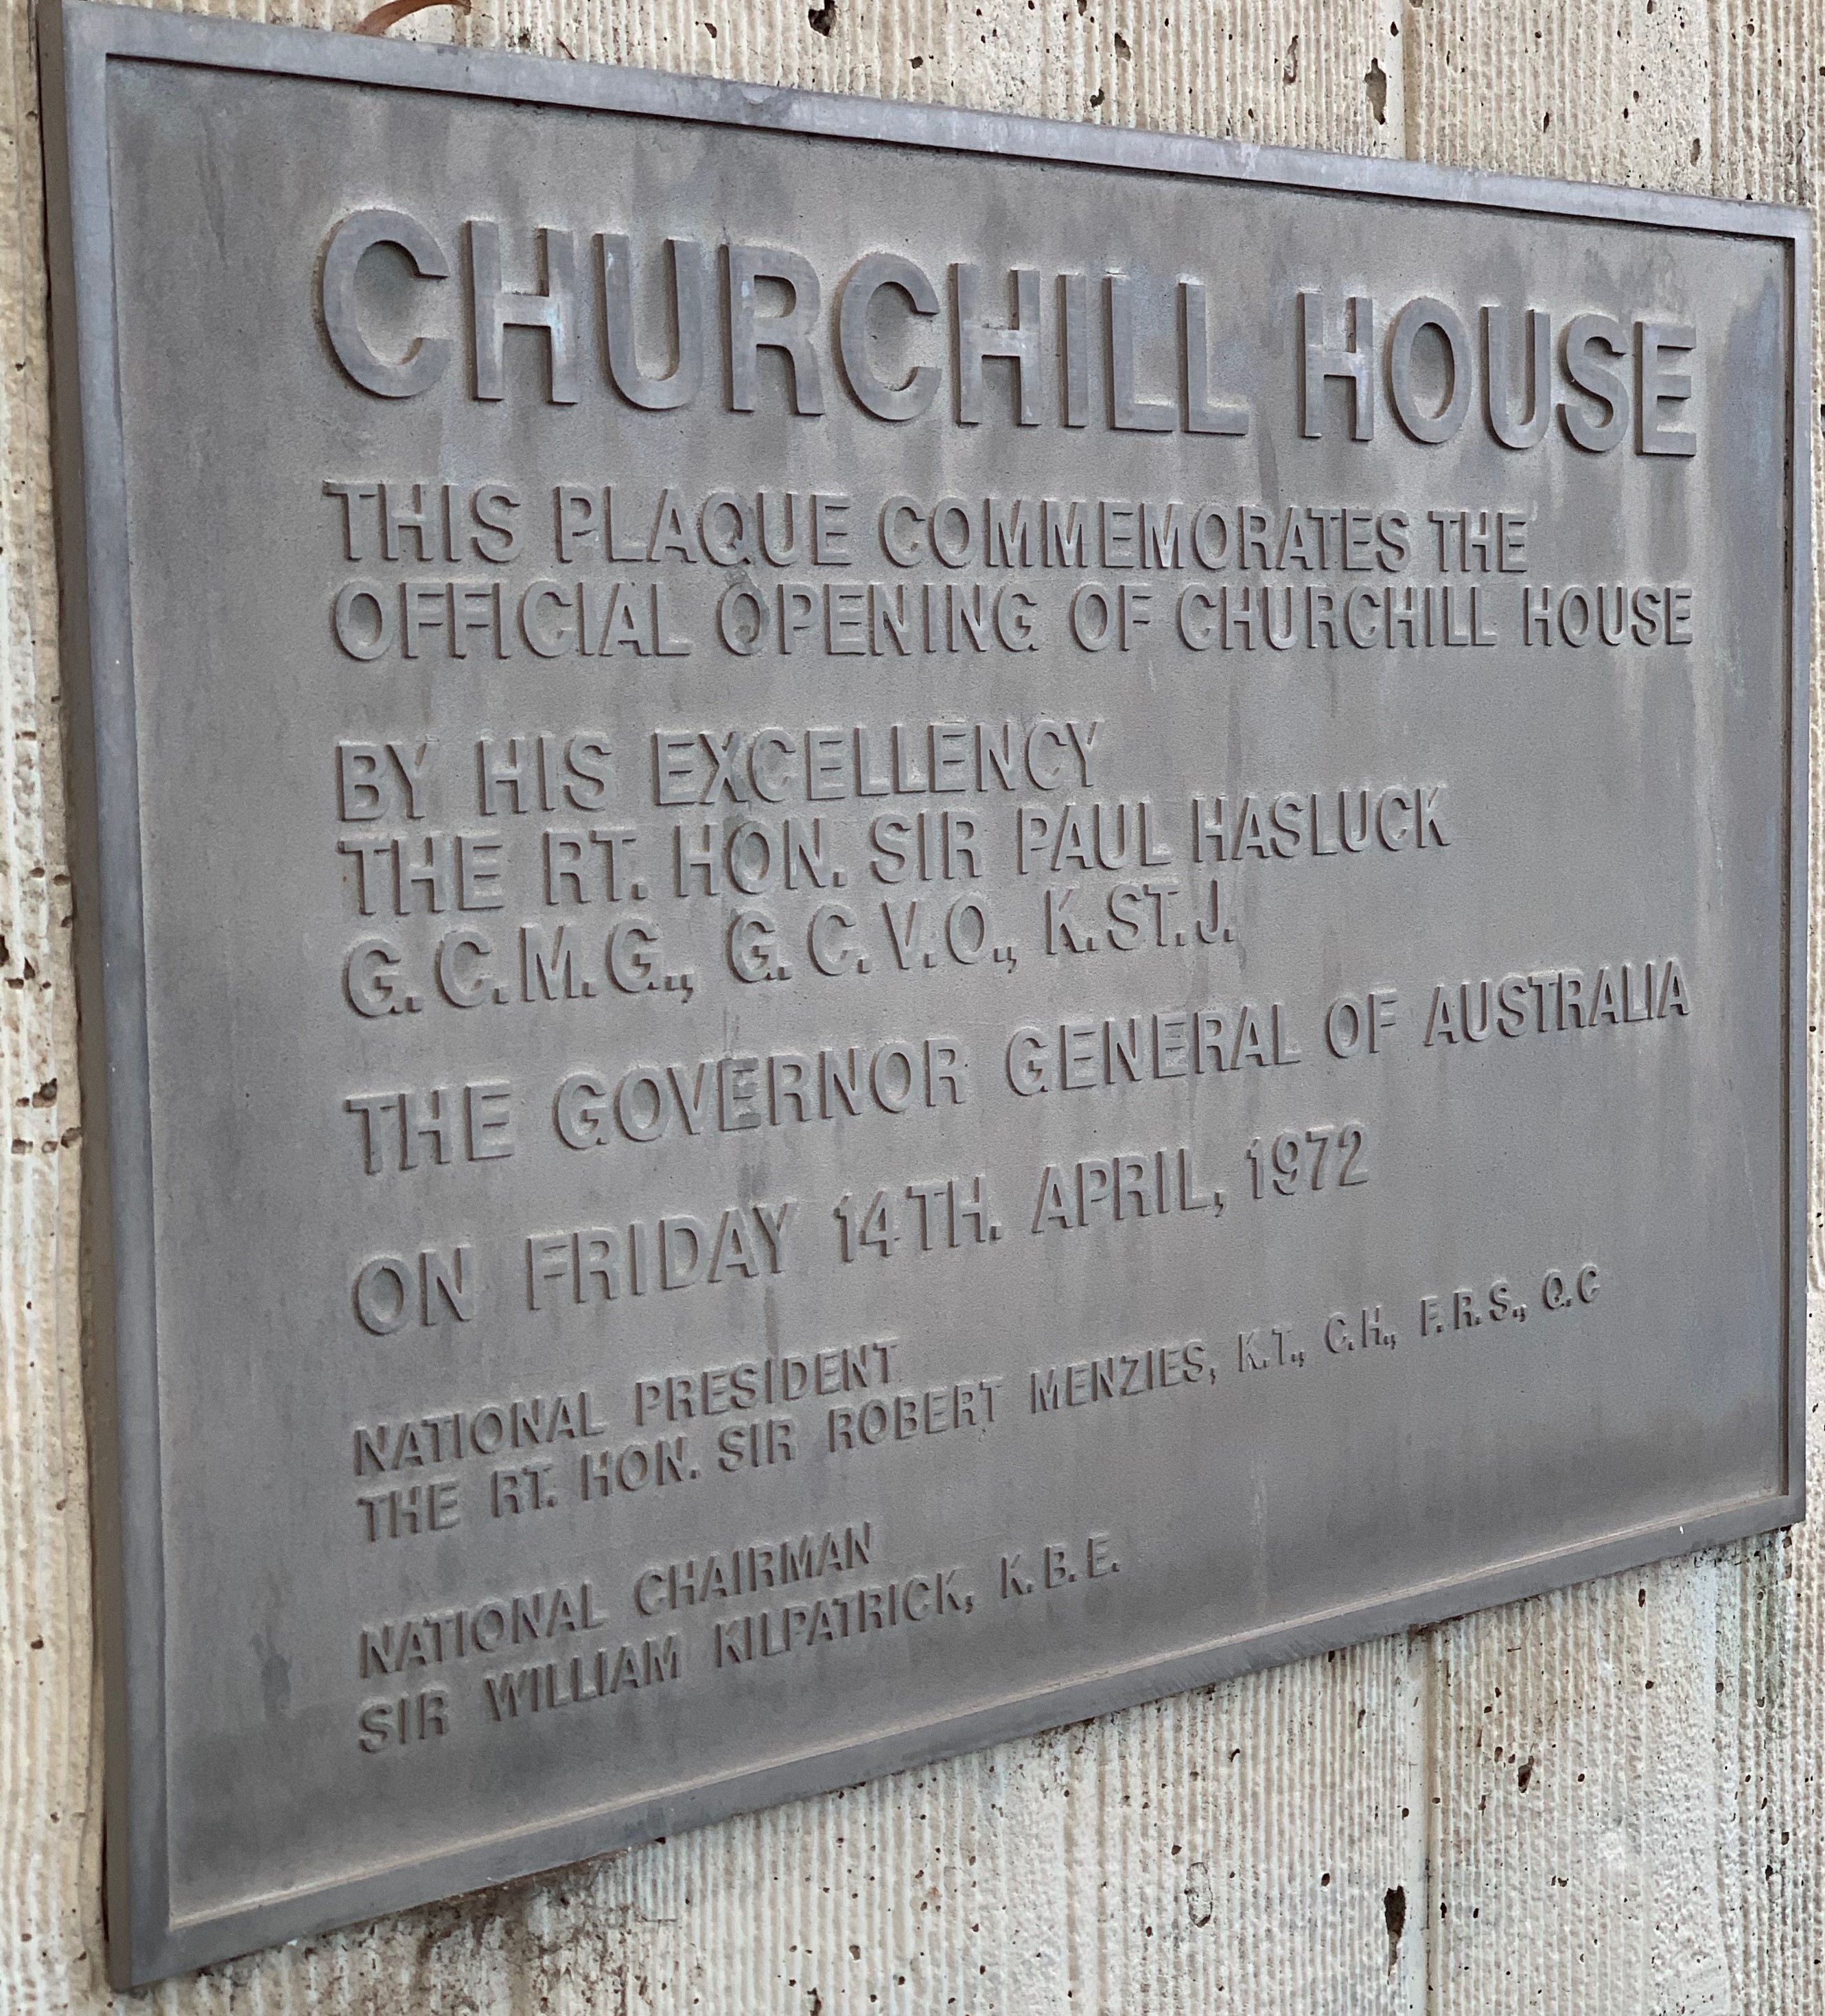 CHURCHILL HOUSE
THIS PLAQUE COMMEMORATES THE
OFFICIAL OPENING OF CHURCHILL HOUSE
BY HIS EXCELLENCY
THE RT. HON. SIR PAUL HASLUCK
G.C.M.G., G.C.V.O., K.ST.J.
THE GOVERNOR GENERAL OF AUSTRALIA
ON FRIDAY 14TH. APRIL, 1972
NATIONAL PRESIDENT
THE RT. HON. SIR ROBERT MENZIES, K.T., C.H., F.R.S., Q.C
NATIONAL CHAIRMAN
SIR WILLIAM KILPATRICK, K.B.E.